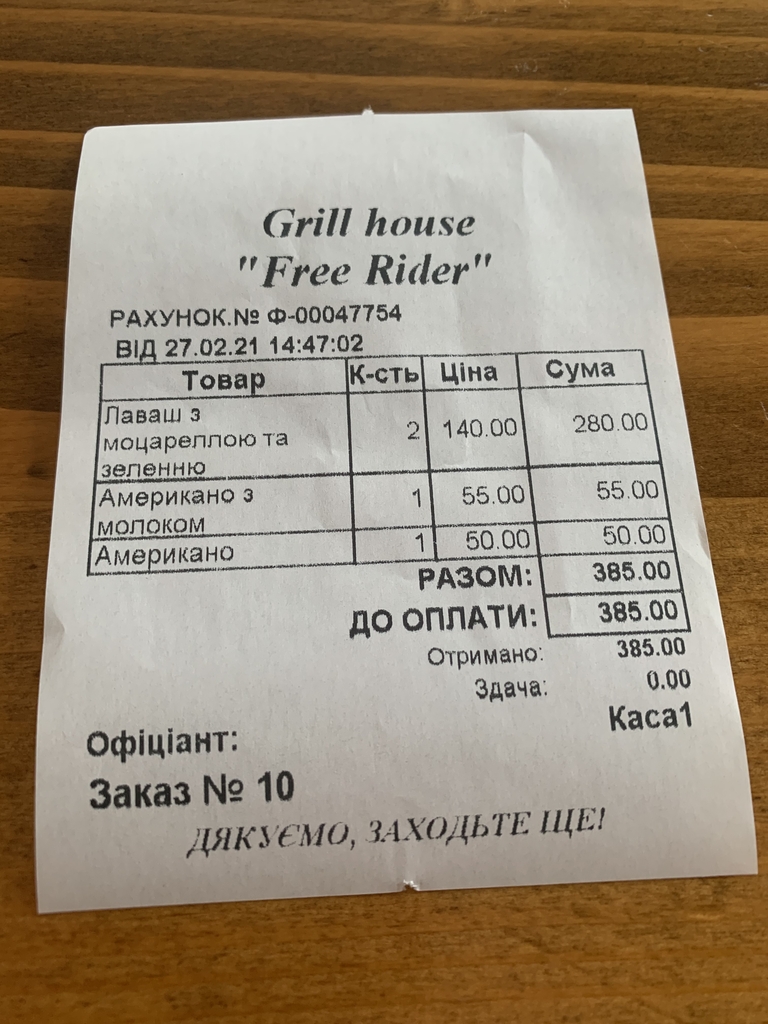 Grill house
"Free Rider"
РАХУНОК.№ Ф-00047754
ВІД 27.02.21 14:47:02
Товар К-сть Ціна Сума
Лаваш з
моцареллою та 2 140.00 280.00
зеленню
Американо з 1 55.00 55.00
молоком
Американо 1 50.00 50.00
РАЗОМ: 385.00
ДО ОПЛАТИ: 385.00
Отримано: 385.00
Здача: 0.00
Каса1
Офіціант:
Заказ № 10
ДЯКУЄМО, ЗАХОДЬТЕ ЩЕ!